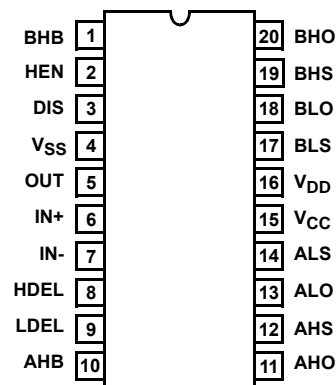 BHB 1 20 BHO
HEN 2 19 BHS
DIS 3 18 BLO
VSS 4 17 BLS
OUT 5 16 VDD
IN+ 6 15 VCC
IN- 7 14 ALS
HDEL 8 13 ALO
LDEL 9 12 AHS
AHB 10 11 AHO